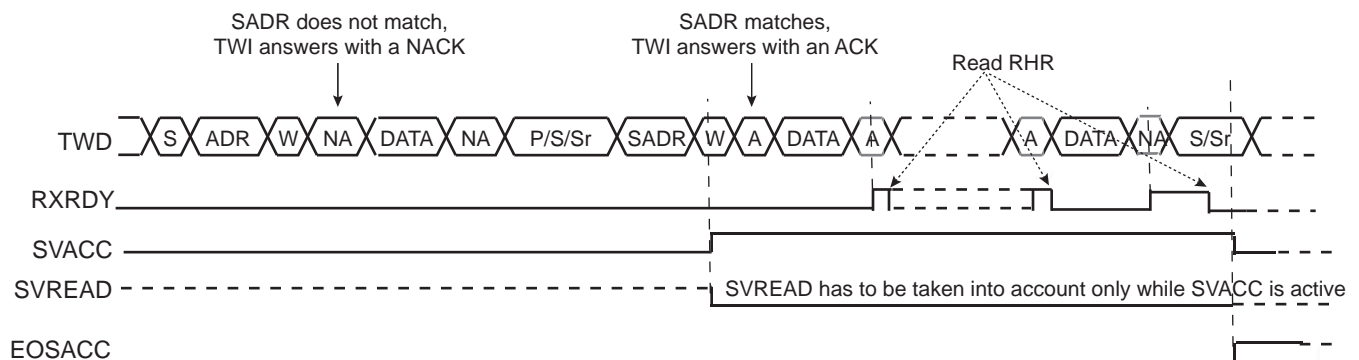 SADR does not match,
TWI answers with a NACK
SADR matches,
TWI answers with an ACK
Read RHR
TWD S ADR W NA DATA NA P/S/Sr SADR W A DATA A A DATA NA S/Sr
RXRDY
SVACC
SVREAD SVREAD has to be taken into account only while SVACC is active
EOSACC